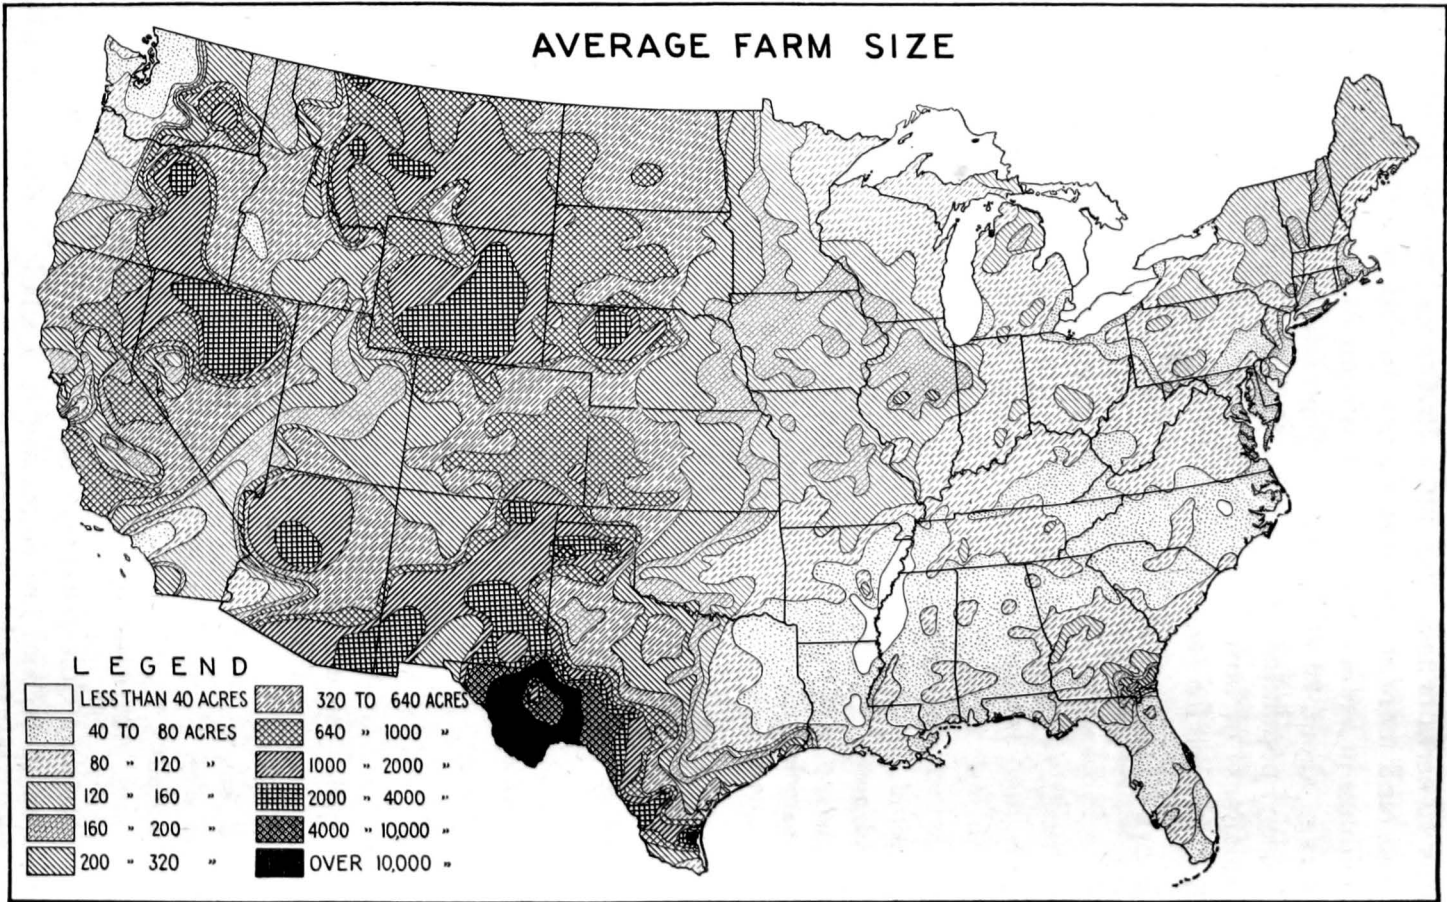 AVERAGE FARM SIZE
LEGEND
LESS THAN 40 ACRES
40 TO 80 ACRES
80 " 120 "
120 " 160 "
160 " 200 "
200 " 320 "
320 TO 640 ACRES
640 " 1000 "
1000 " 2000 "
2000 " 4000 "
4000 " 10,000 "
OVER 10,000 "